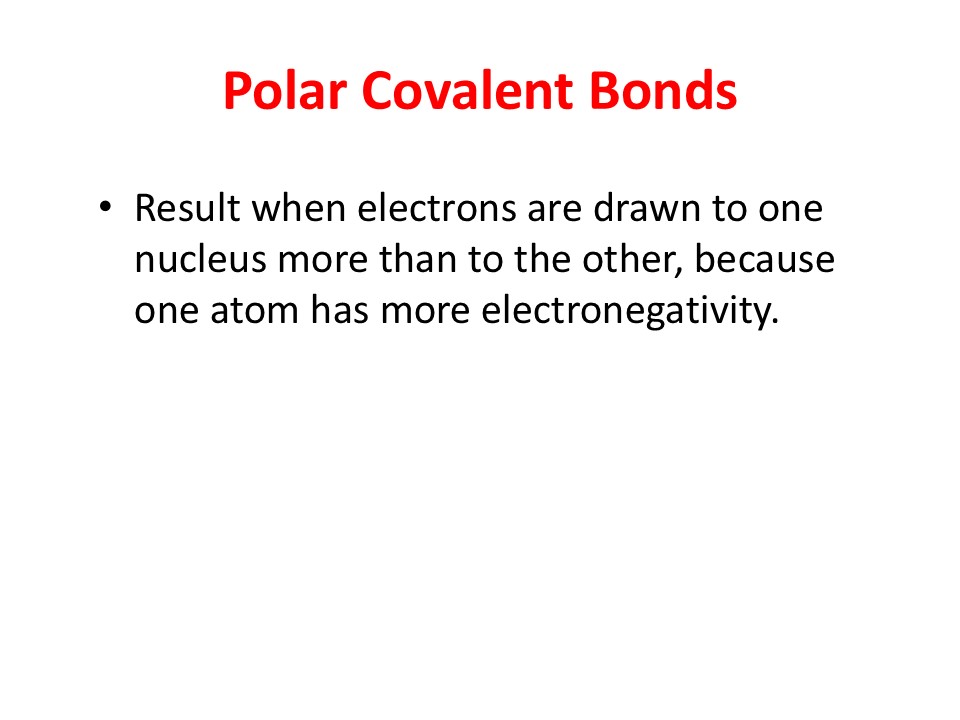 Polar Covalent Bonds
• Result when electrons are drawn to one
nucleus more than to the other, because
one atom has more electronegativity.